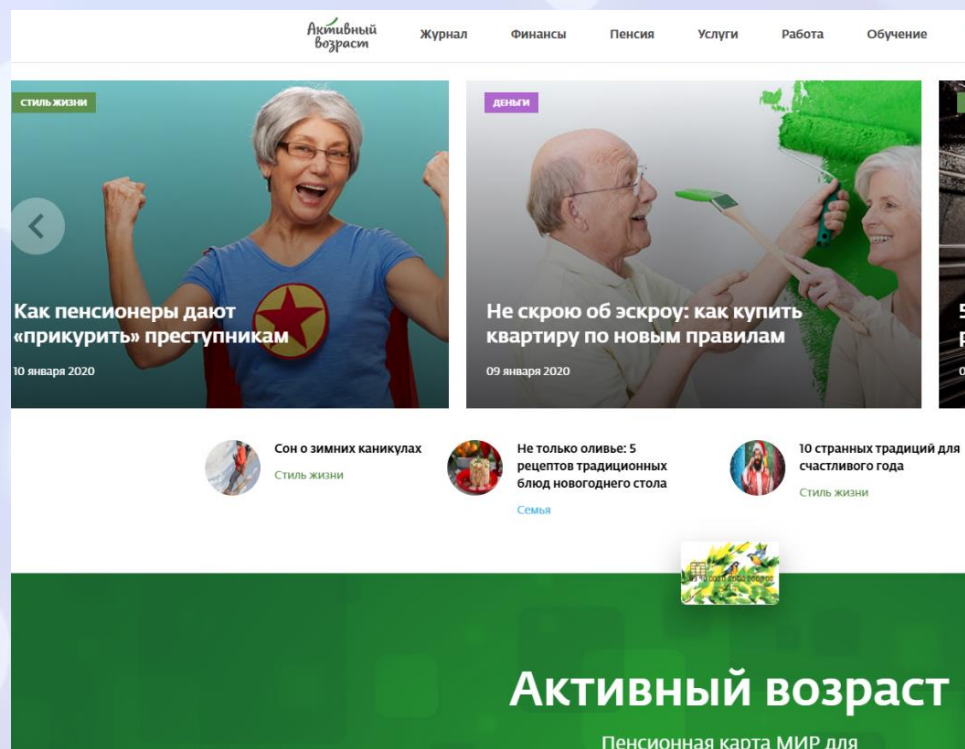 Активный
возраст
Журнал
Финансы
Пенсия
Услуги
Работа
Обучение
СТИЛЬ ЖИЗНИ
Как пенсионеры дают
«прикурить» преступникам
10 января 2020
ДЕНЬГИ
Не скрою об эскроу: как купить
квартиру по новым правилам
09 января 2020
Сон о зимних каникулах
Стиль жизни
Не только оливье: 5
рецептов традиционных
блюд новогоднего стола
Семья
10 странных традиций для
счастливого года
Стиль жизни
Активный возраст
Пенсионная карта МИР для